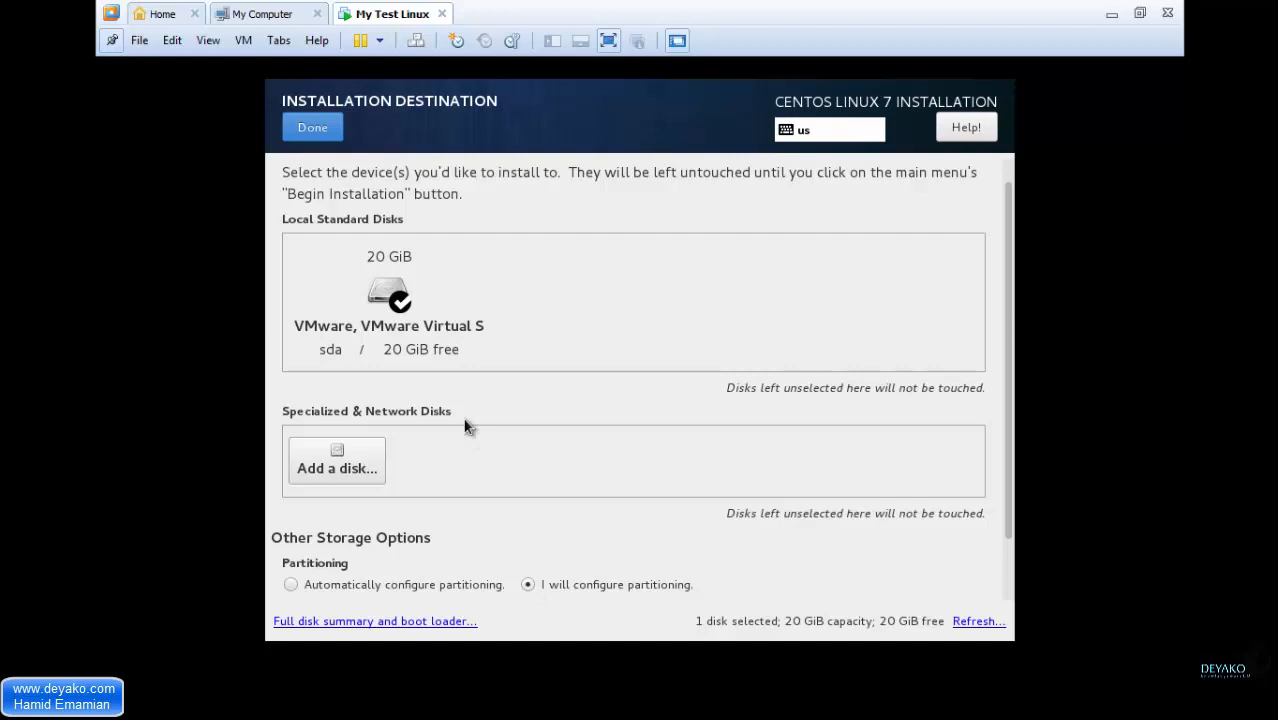 Home
My Computer
My Test Linux
File Edit View VM Tabs Help
INSTALLATION DESTINATION
CENTOS LINUX 7 INSTALLATION
Done
us
Help!
Select the device(s) you'd like to install to. They will be left untouched until you click on the main menu's
"Begin Installation" button.
Local Standard Disks
20 GiB
VMware, VMware Virtual S
sda / 20 GiB free
Disks left unselected here will not be touched.
Specialized & Network Disks
Add a disk...
Disks left unselected here will not be touched.
Other Storage Options
Partitioning
Automatically configure partitioning. I will configure partitioning.
Full disk summary and boot loader...
1 disk selected; 20 GiB capacity; 20 GiB free Refresh...
DEYAKO
www.deyako.com
Hamid Emamian